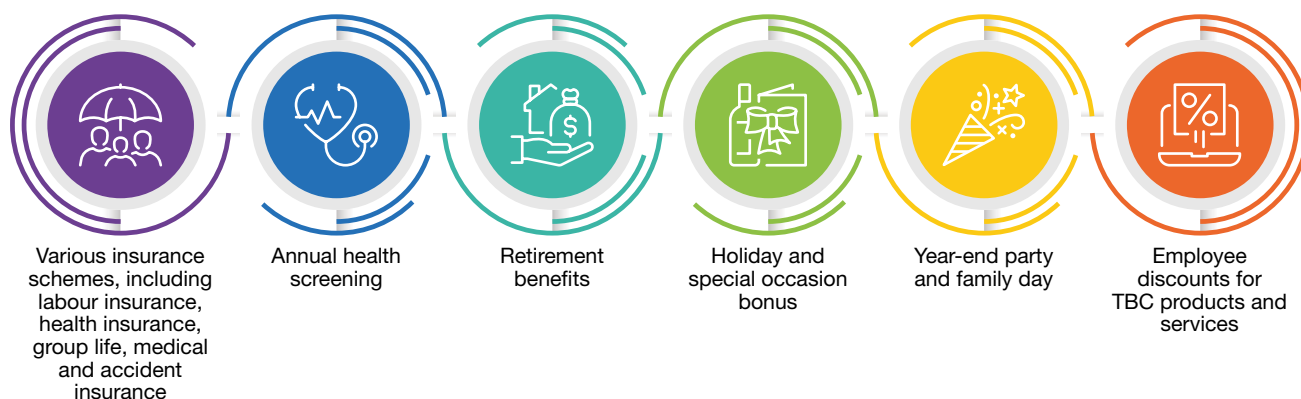 Various insurance
schemes, including
labour insurance,
health insurance,
group life, medical
and accident
insurance
Annual health
screening
Retirement
benefits
$
Holiday and
special occasion
bonus
Year-end party
and family day
%
Employee
discounts for
TBC products and
services